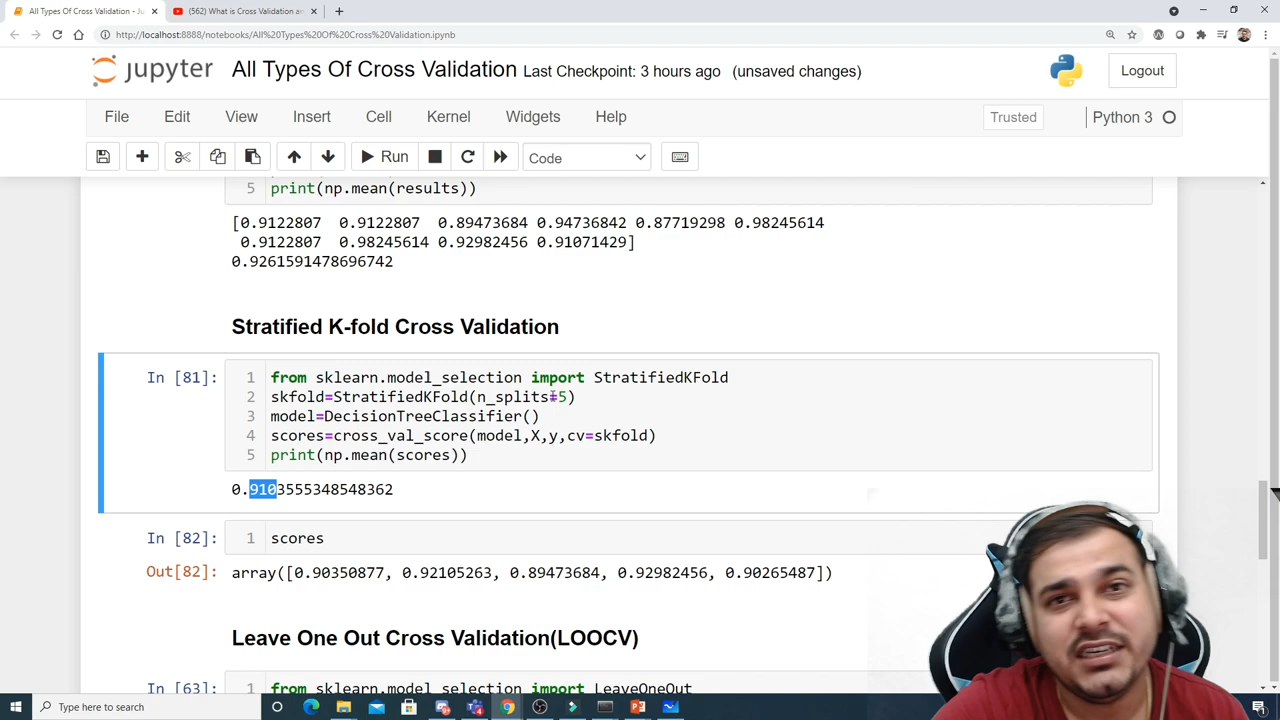 All Types Of Cross Validation - Ju
(562) What is Cross Validation an
http://localhost:8888/notebooks/All%20Types%20Of%20Cross%20Validation.ipynb
jupyter All Types Of Cross Validation Last Checkpoint: 3 hours ago (unsaved changes) Logout
File Edit View Insert Cell Kernel Widgets Help Trusted Python 3
Run Code
5 print(np.mean(results))
[0.9122807 0.9122807 0.89473684 0.94736842 0.87719298 0.98245614
0.9122807 0.98245614 0.92982456 0.91071429]
0.9261591478696742
Stratified K-fold Cross Validation
In [81]: 1 from sklearn.model_selection import StratifiedKFold
2 skfold=StratifiedKFold(n_splits=5)
3 model=DecisionTreeClassifier()
4 scores=cross_val_score(model,X,y,cv=skfold)
5 print(np.mean(scores))
0.9103555348548362
In [82]: 1 scores
Out[82]: array([0.90350877, 0.92105263, 0.89473684, 0.92982456, 0.90265487])
Leave One Out Cross Validation(LOOCV)
In [63]: 1 from sklearn.model_selection import LeaveOneOut
Type here to search